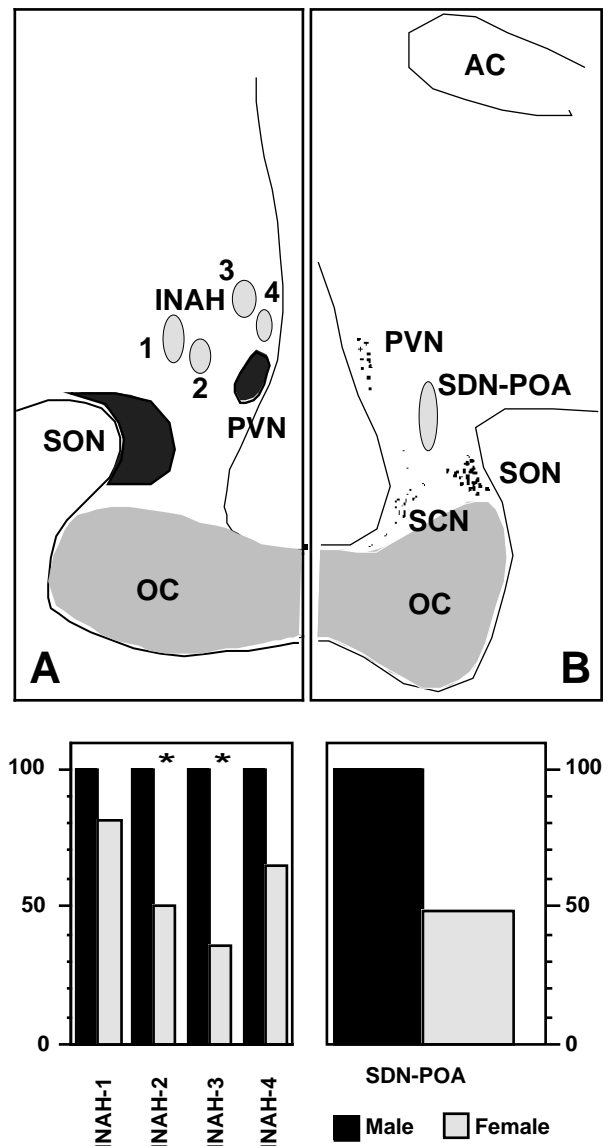 AC
3
INAH
4
1
2
PVN
SON
OC
A
PVN
SDN-POA
SON
SCN
OC
B
*
*
100
50
0
INAH-1
INAH-2
INAH-3
INAH-4
100
50
0
SDN-POA
Male
Female